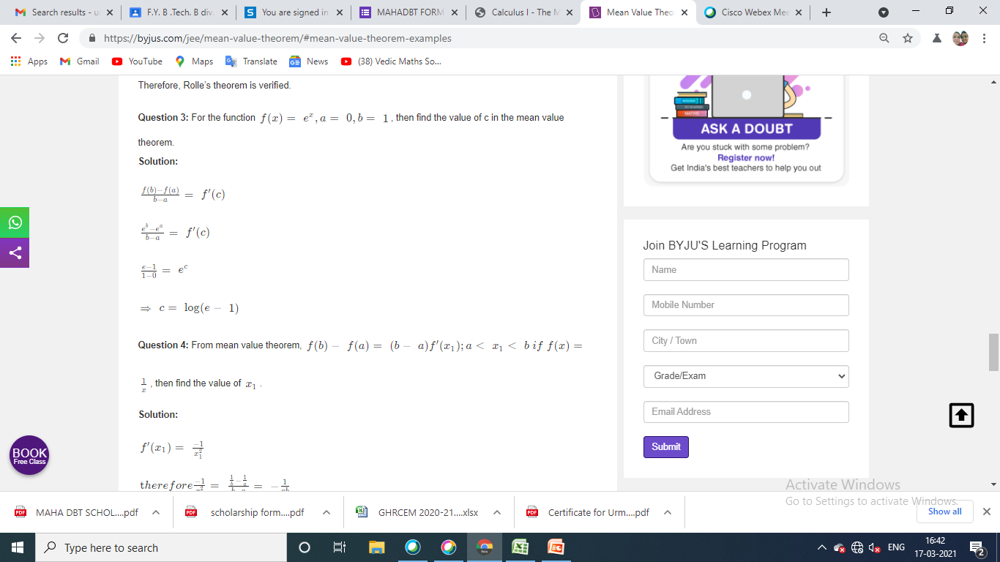 Search results - u
F.Y. B .Tech. B div.
You are signed in
MAHADBT FORM
Calculus I - The M
Mean Value Theo
Cisco Webex Mee
https://byjus.com/jee/mean-value-theorem/#mean-value-theorem-examples
Apps Gmail YouTube Maps Translate News (38) Vedic Maths So...
Therefore, Rolle's theorem is verified.
Question 3: For the function f(x) = e^x, a = 0, b = 1, then find the value of c in the mean value
theorem.
Solution:
\frac{f(b)-f(a)}{b-a} = f'(c)
\frac{e^b-e^a}{b-a} = f'(c)
\frac{e-1}{1-0} = e^c
⇒ c = log(e − 1)
Question 4: From mean value theorem, f(b) − f(a) = (b − a)f'(x_1); a < x_1 < b if f(x) =
\frac{1}{x}, then find the value of x_1.
Solution:
f'(x_1) = \frac{-1}{x_1^2}
therefore \frac{-1}{x^2} = \frac{\frac{1}{b}-\frac{1}{a}}{b-a} = -\frac{1}{ab}
MATHS
ASK A DOUBT
Are you stuck with some problem?
Register now!
Get India's best teachers to help you out
Join BYJU'S Learning Program
Name
Mobile Number
City / Town
Grade/Exam
Email Address
Submit
BOOK
Free Class
Activate Windows
Go to Settings to activate Windows.
MAHA DBT SCHOL....pdf
scholarship form....pdf
GHRCEM 2020-21....xlsx
Certificate for Urm....pdf
Show all
Type here to search
ENG
16:42
17-03-2021
2